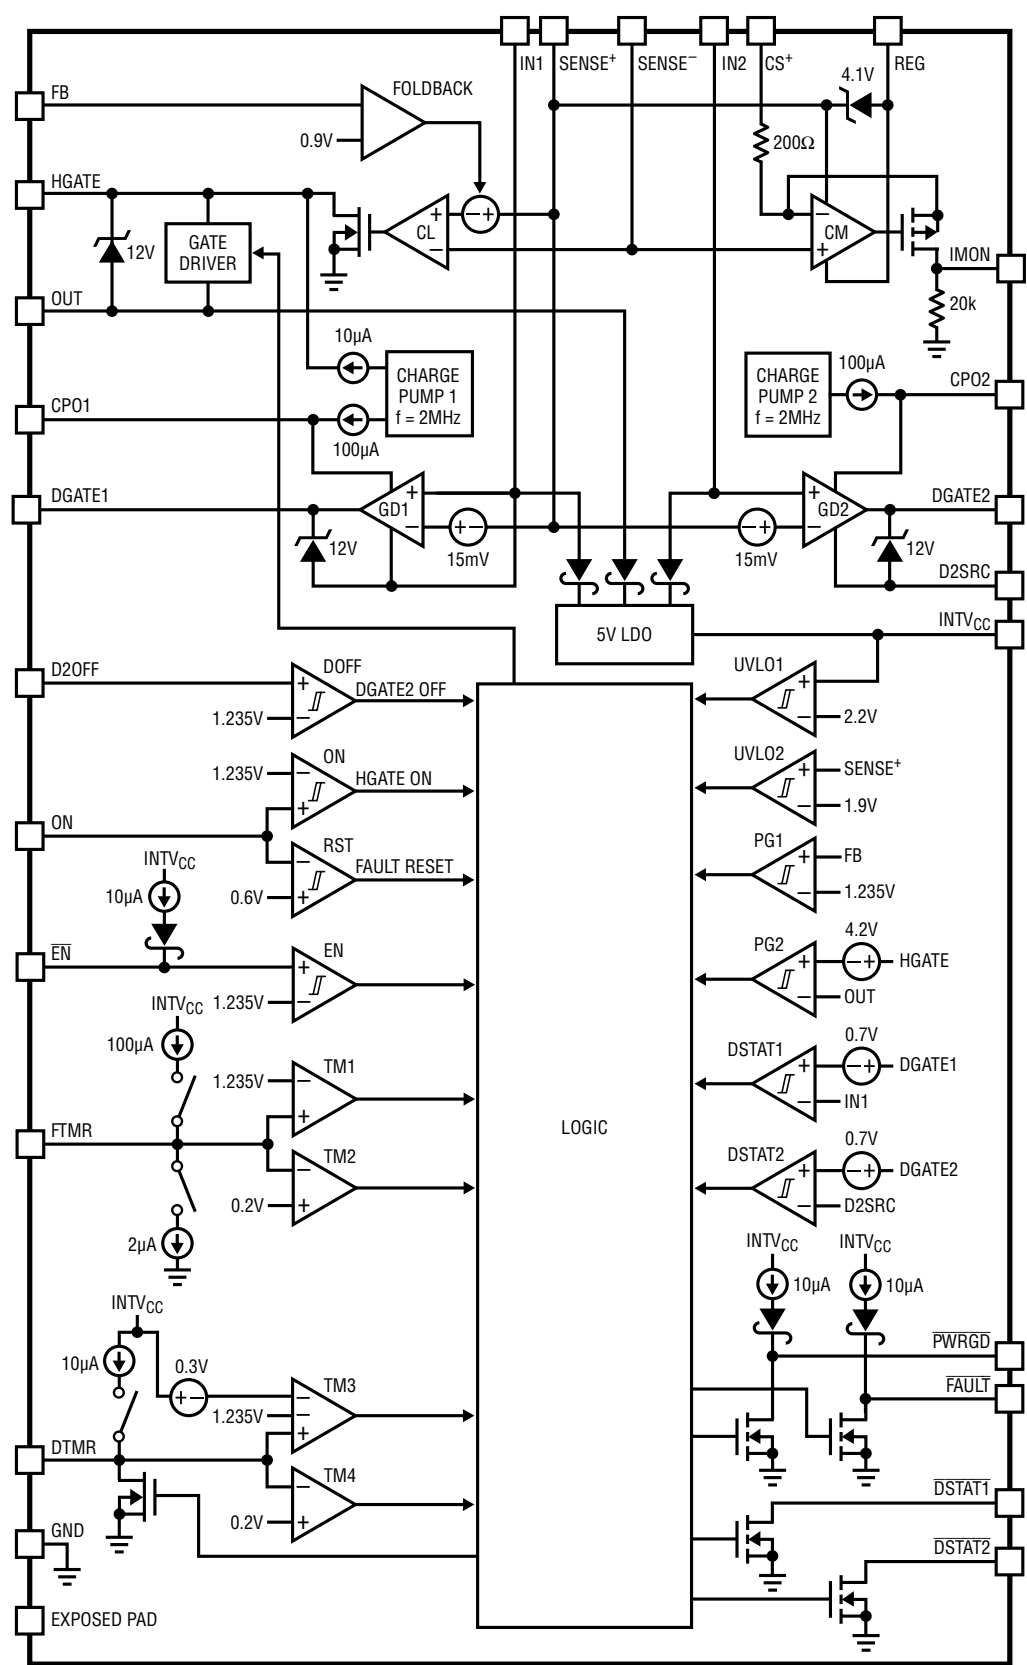 IN1
SENSE+
SENSE−
IN2
CS+
REG
FB
FOLDBACK
4.1V
0.9V
200Ω
HGATE
12V
GATE
DRIVER
CL
+
−
−+
CM
−
+
IMON
20k
OUT
10µA
CHARGE
PUMP 1
f = 2MHz
100µA
CPO1
CHARGE
PUMP 2
f = 2MHz
100µA
CPO2
DGATE1
GD1
+
−
+−
15mV
12V
−+
15mV
GD2
+
−
DGATE2
12V
D2SRC
5V LDO
INTVCC
D2OFF
DOFF
+
−
1.235V
DGATE2 OFF
UVLO1
+
−
2.2V
ON
1.235V
−
+
HGATE ON
UVLO2
+
−
SENSE+
1.9V
ON
RST
−
+
0.6V
FAULT RESET
PG1
+
−
FB
1.235V
INTVCC
10µA
EN
EN
+
−
1.235V
PG2
+
−
4.2V
−+
HGATE
OUT
INTVCC
100µA
TM1
1.235V
−
+
DSTAT1
+
−
0.7V
−+
DGATE1
IN1
LOGIC
FTMR
TM2
−
+
0.2V
2µA
DSTAT2
+
−
0.7V
−+
DGATE2
D2SRC
INTVCC
10µA
INTVCC
10µA
PWRGD
FAULT
INTVCC
10µA
0.3V
+−
TM3
−
1.235V
−
+
DTMR
TM4
−
+
0.2V
DSTAT1
DSTAT2
GND
EXPOSED PAD